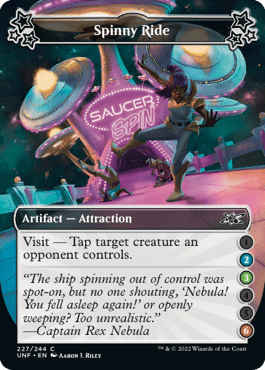 Spinny Ride
SAUCER
SPIN
Artifact — Attraction
Visit — Tap target creature an
opponent controls.
“The ship spinning out of control was
spot-on, but no one shouting, ‘Nebula!
You fell asleep again!’ or openly
weeping? Too unrealistic.”
—Captain Rex Nebula
1
2
3
4
5
6
227/244 C
UNF • EN Aaron J. Riley
™ & © 2022 Wizards of the Coast